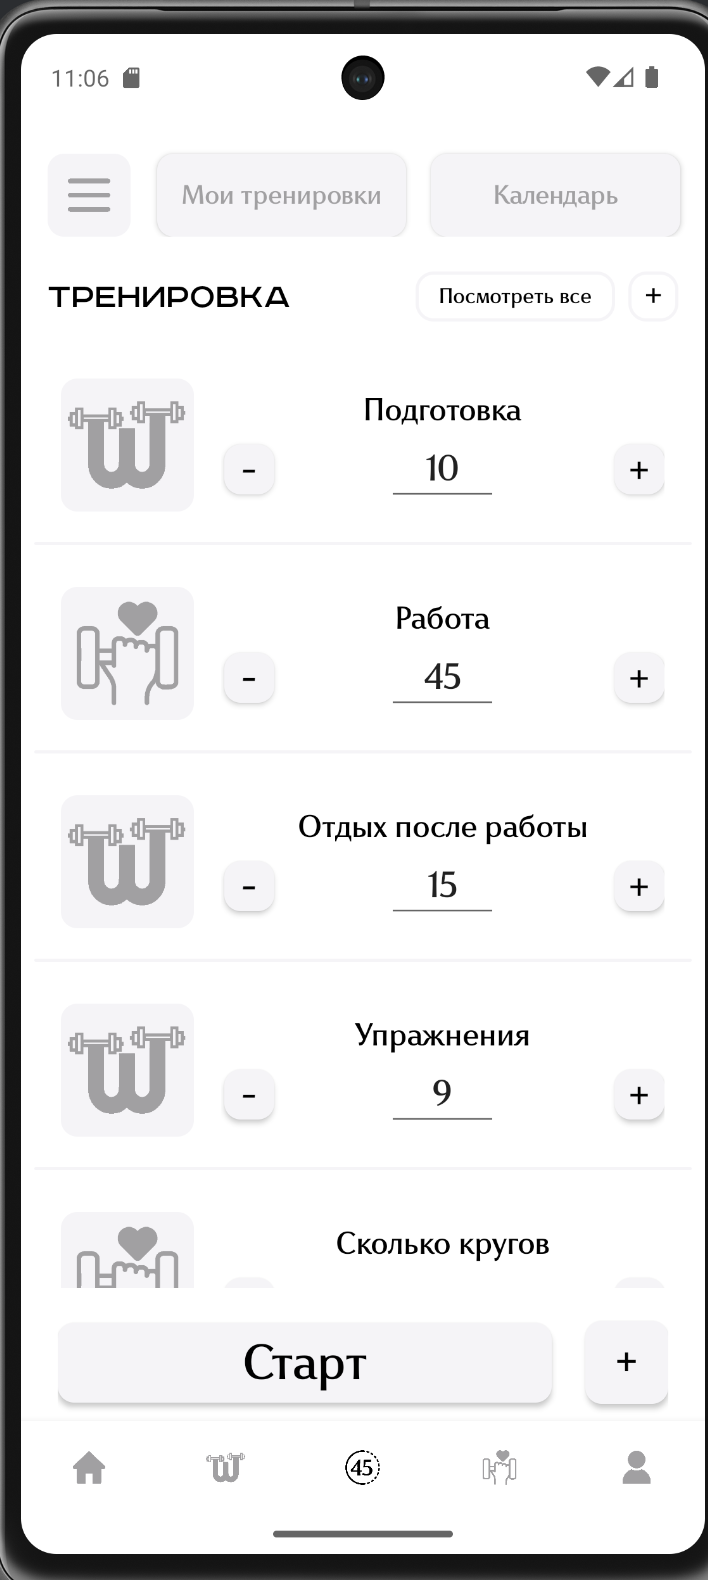 11:06
Мои тренировки
Календарь
ТРЕНИРОВКА
Посмотреть все
+
Подготовка
- 10 +
Работа
- 45 +
Отдых после работы
- 15 +
Упражнения
- 9 +
Сколько кругов
Старт +
45